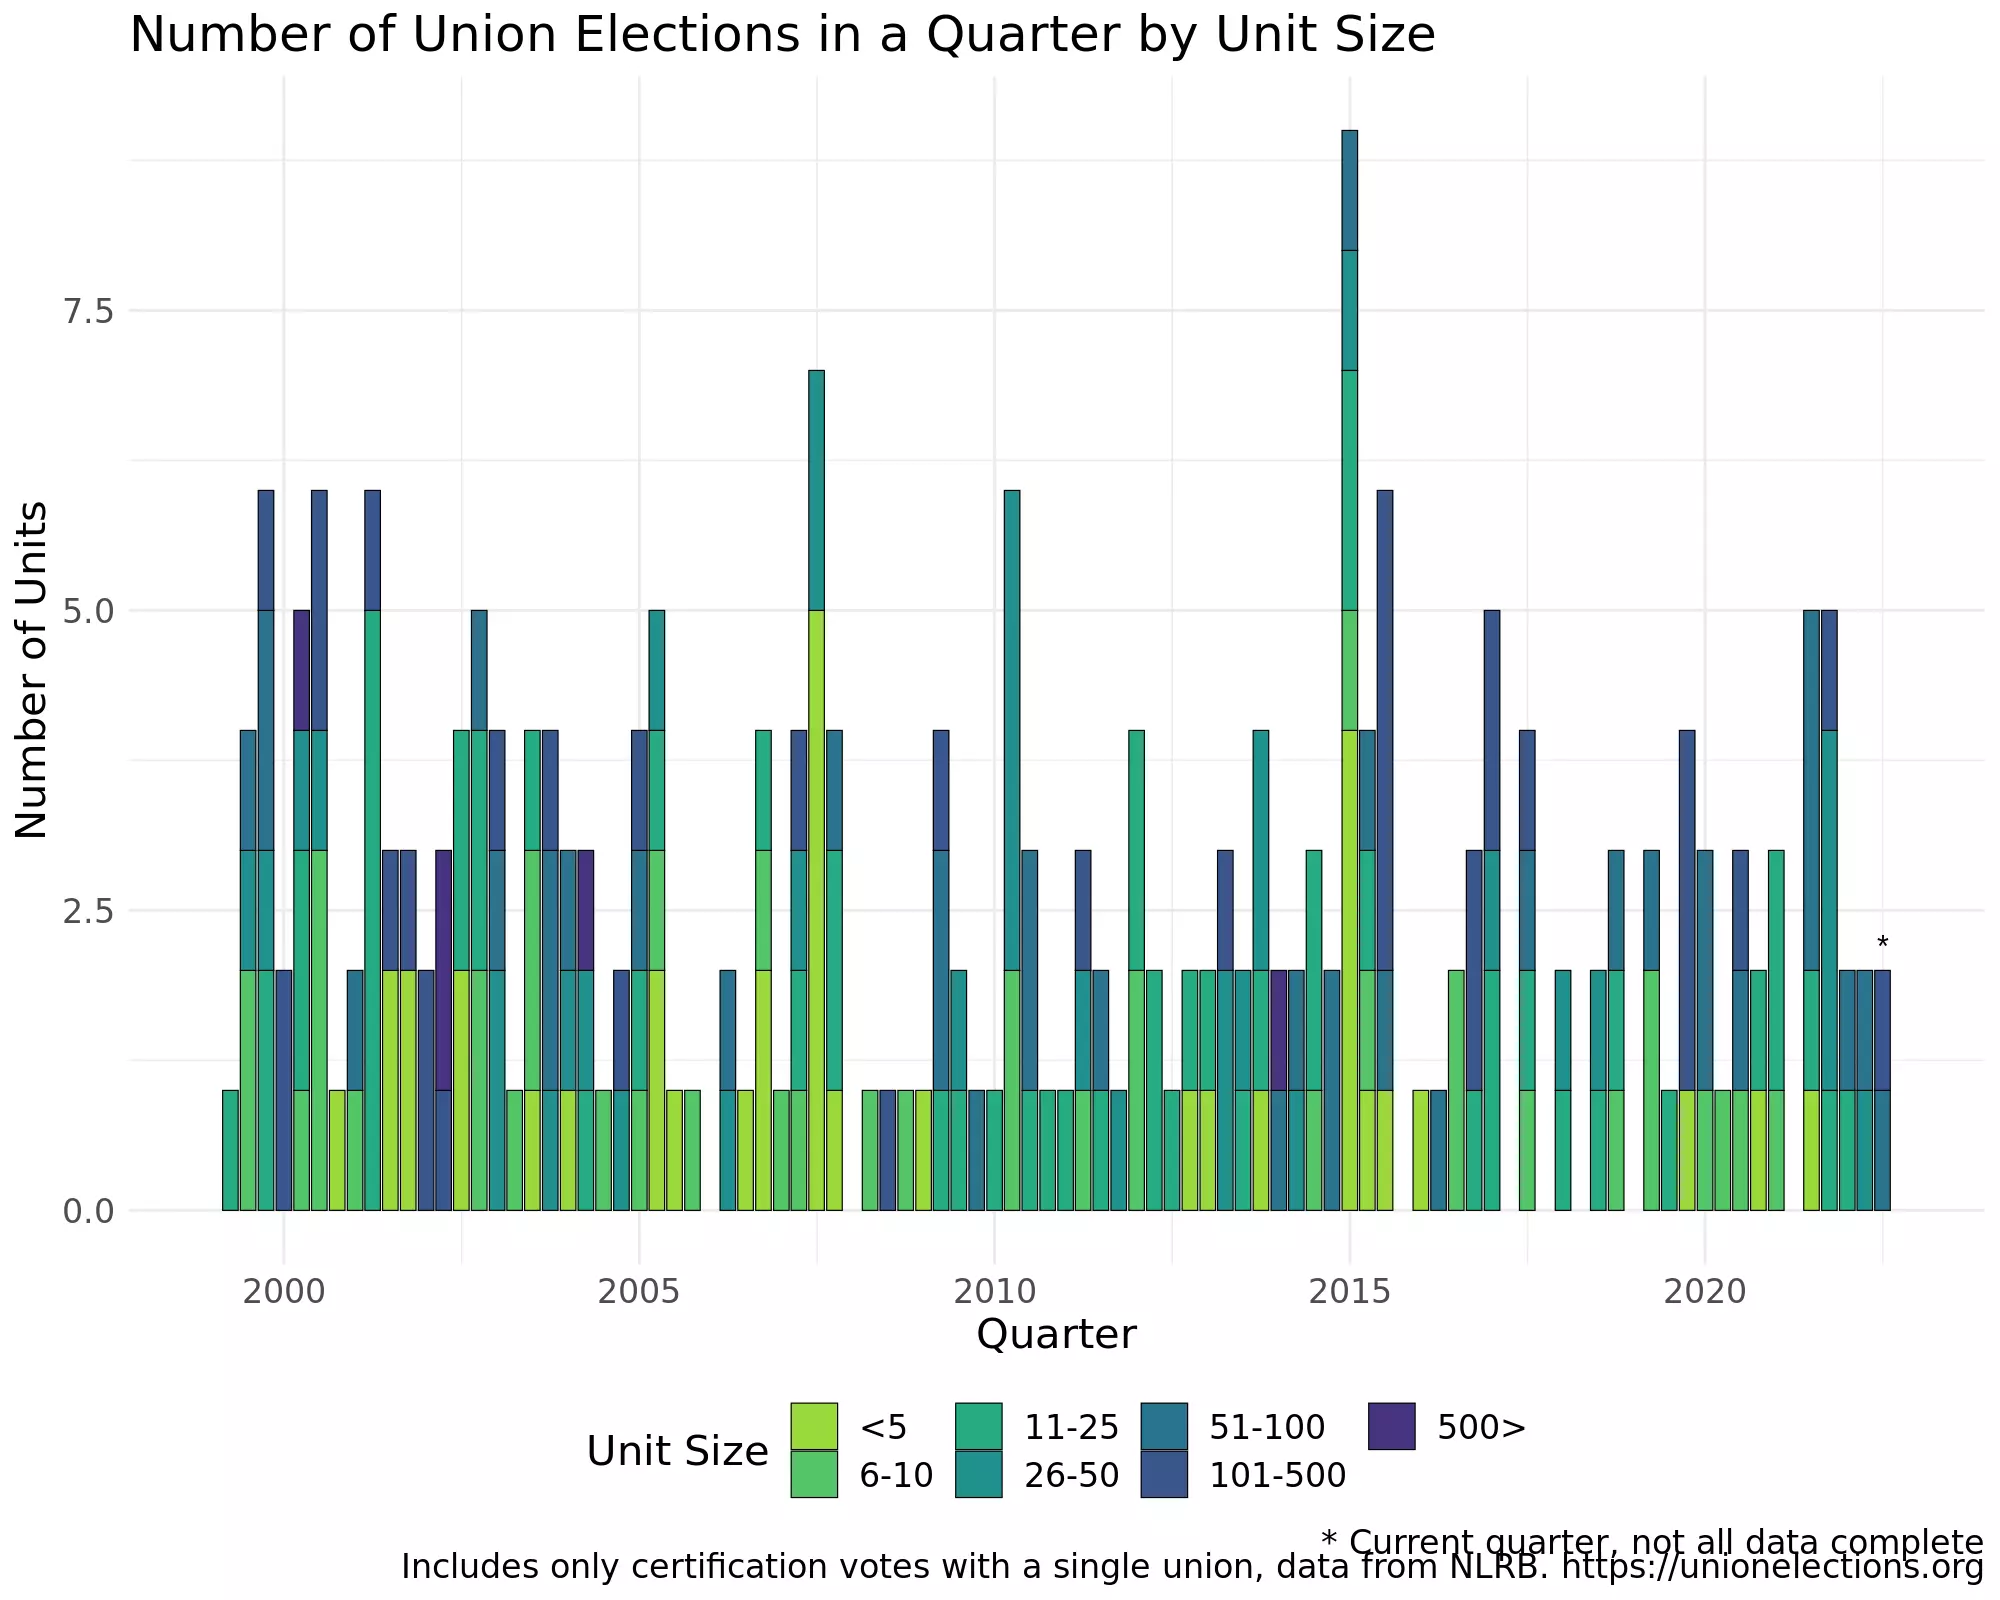 Number of Union Elections in a Quarter by Unit Size
Number of Units
7.5
5.0
2.5
0.0
*
2000 2005 2010 2015 2020
Quarter
Unit Size
<5 11-25 51-100 500>
6-10 26-50 101-500
* Current quarter, not all data complete
Includes only certification votes with a single union, data from NLRB. https://unionelections.org